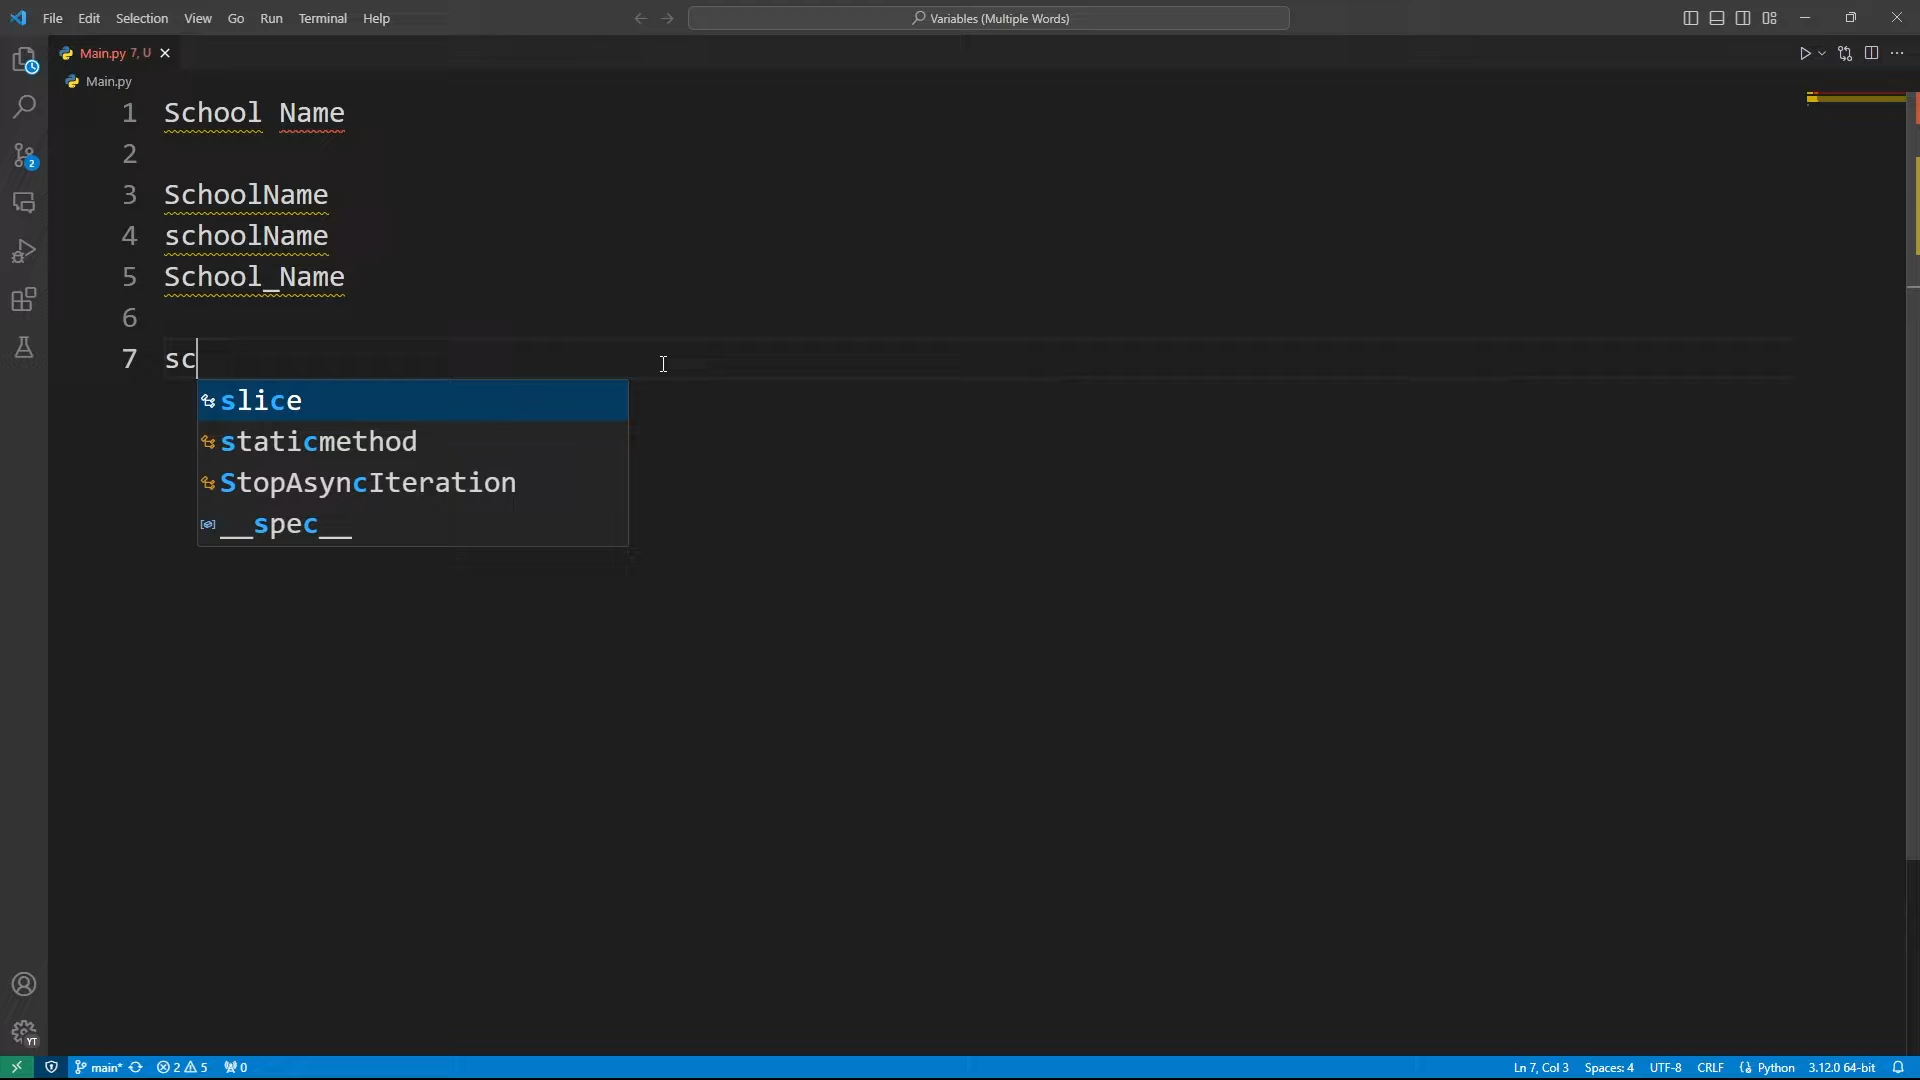 File Edit Selection View Go Run Terminal Help
Variables (Multiple Words)
Main.py 7, U
Main.py
1 School Name
2
3 SchoolName
4 schoolName
5 School_Name
6
7 sc
slice
staticmethod
StopAsyncIteration
__spec__
2
YT
main* 2 5 0
Ln 7, Col 3 Spaces: 4 UTF-8 CRLF Python 3.12.0 64-bit